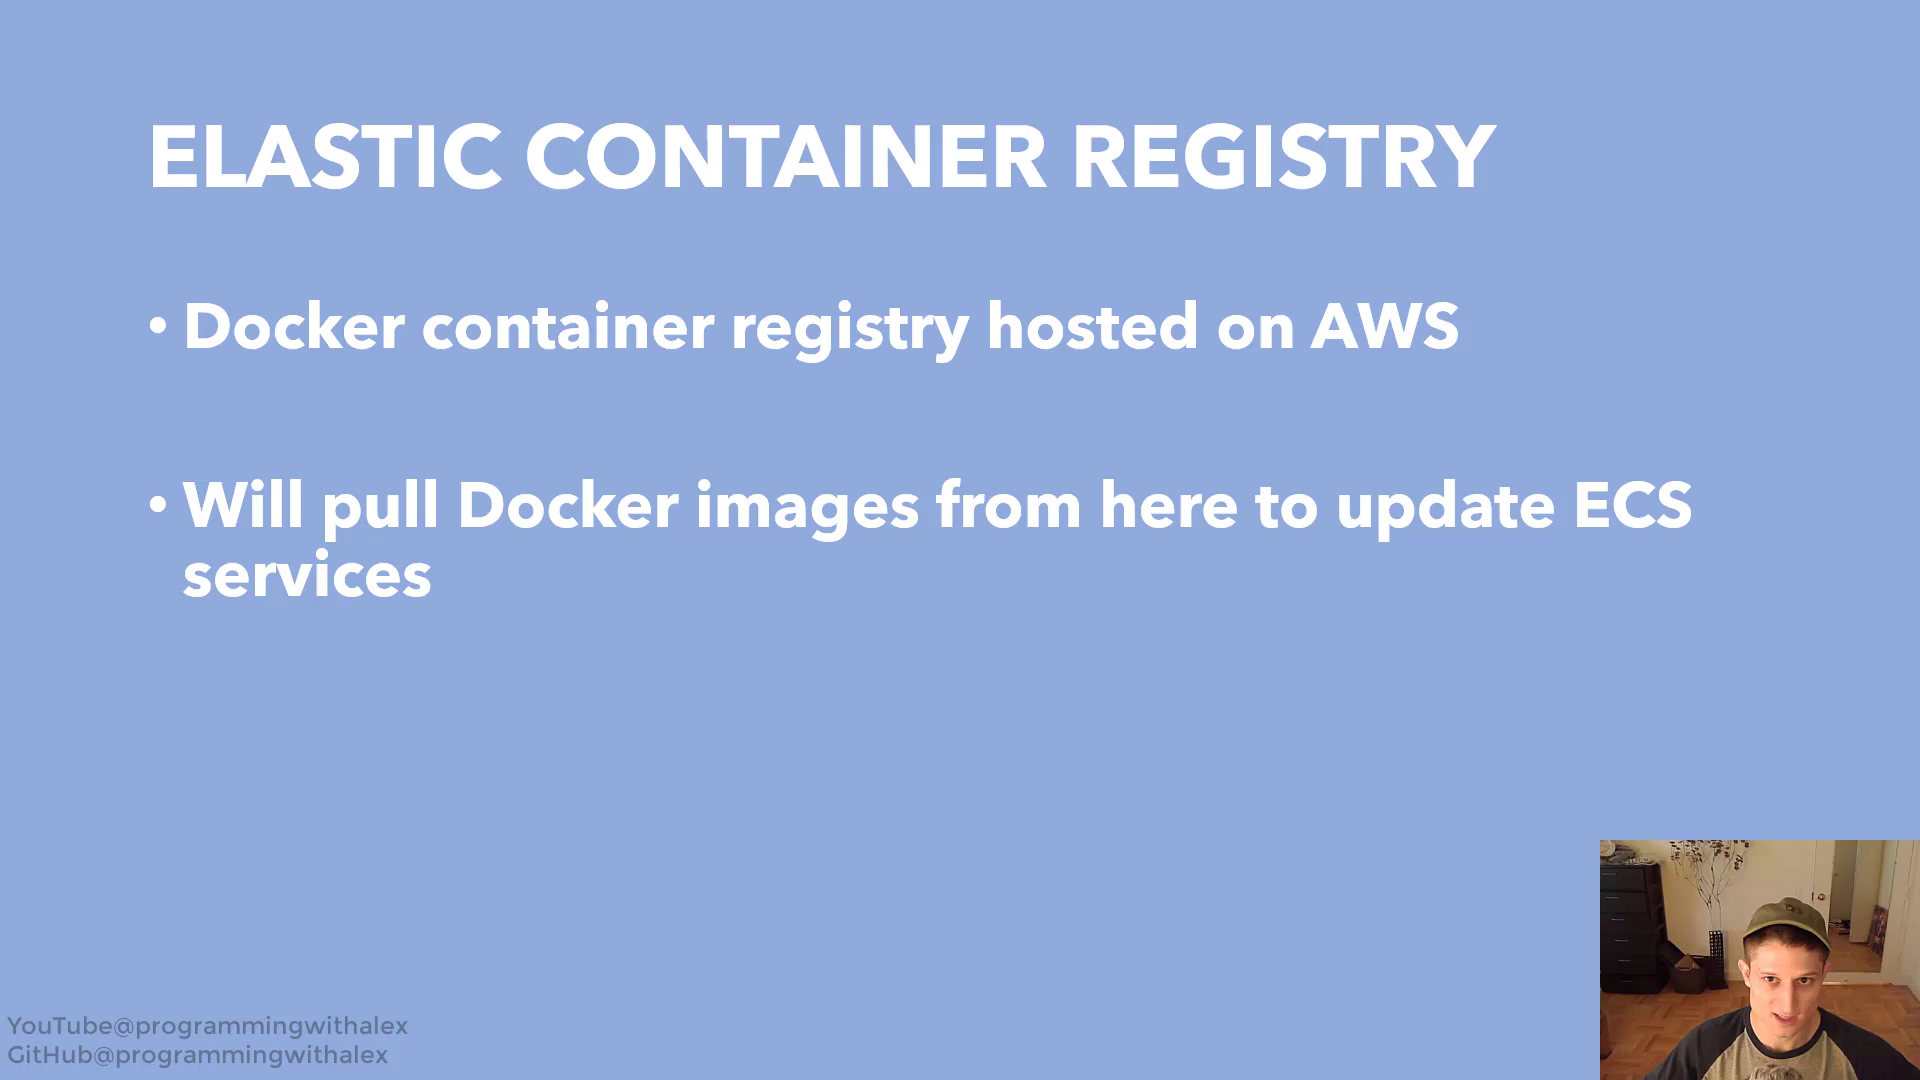 ELASTIC CONTAINER REGISTRY
• Docker container registry hosted on AWS
• Will pull Docker images from here to update ECS
services
YouTube@programmingwithalex
GitHub@programmingwithalex